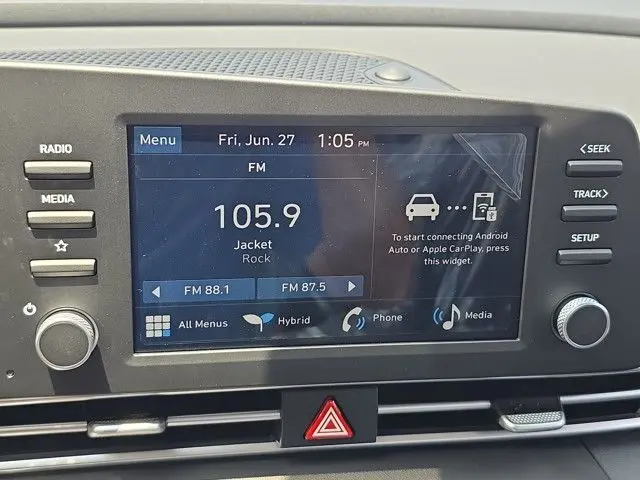 RADIO
MEDIA
Menu
Fri, Jun. 27
1:05 PM
FM
105.9
Jacket
Rock
FM 88.1
FM 87.5
To start connecting Android
Auto or Apple CarPlay, press
this widget.
All Menus
Hybrid
Phone
Media
<SEEK
TRACK>
SETUP